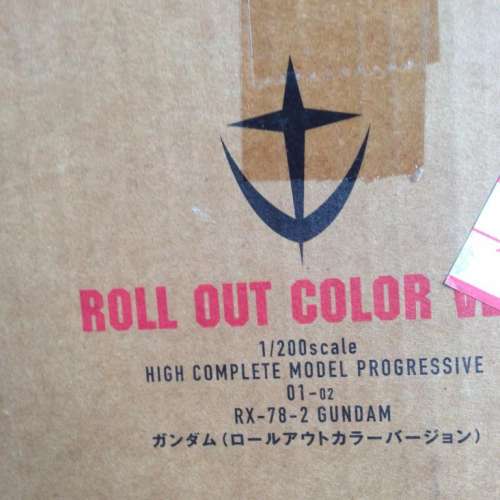 ROLL OUT COLOR
1/200scale
HIGH COMPLETE MODEL PROGRESSIVE
01-02
RX-78-2 GUNDAM
ガンダム(ロールアウトカラーバージョン)